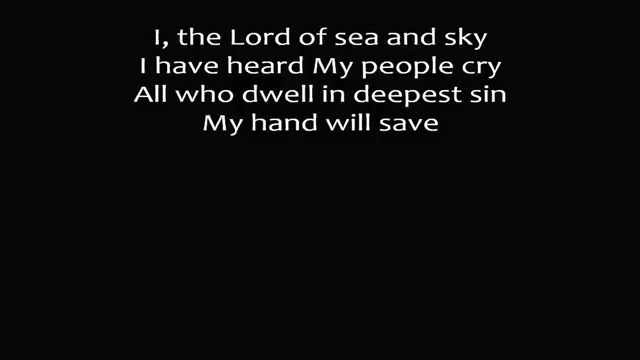 I, the Lord of sea and sky
I have heard My people cry
All who dwell in deepest sin
My hand will save